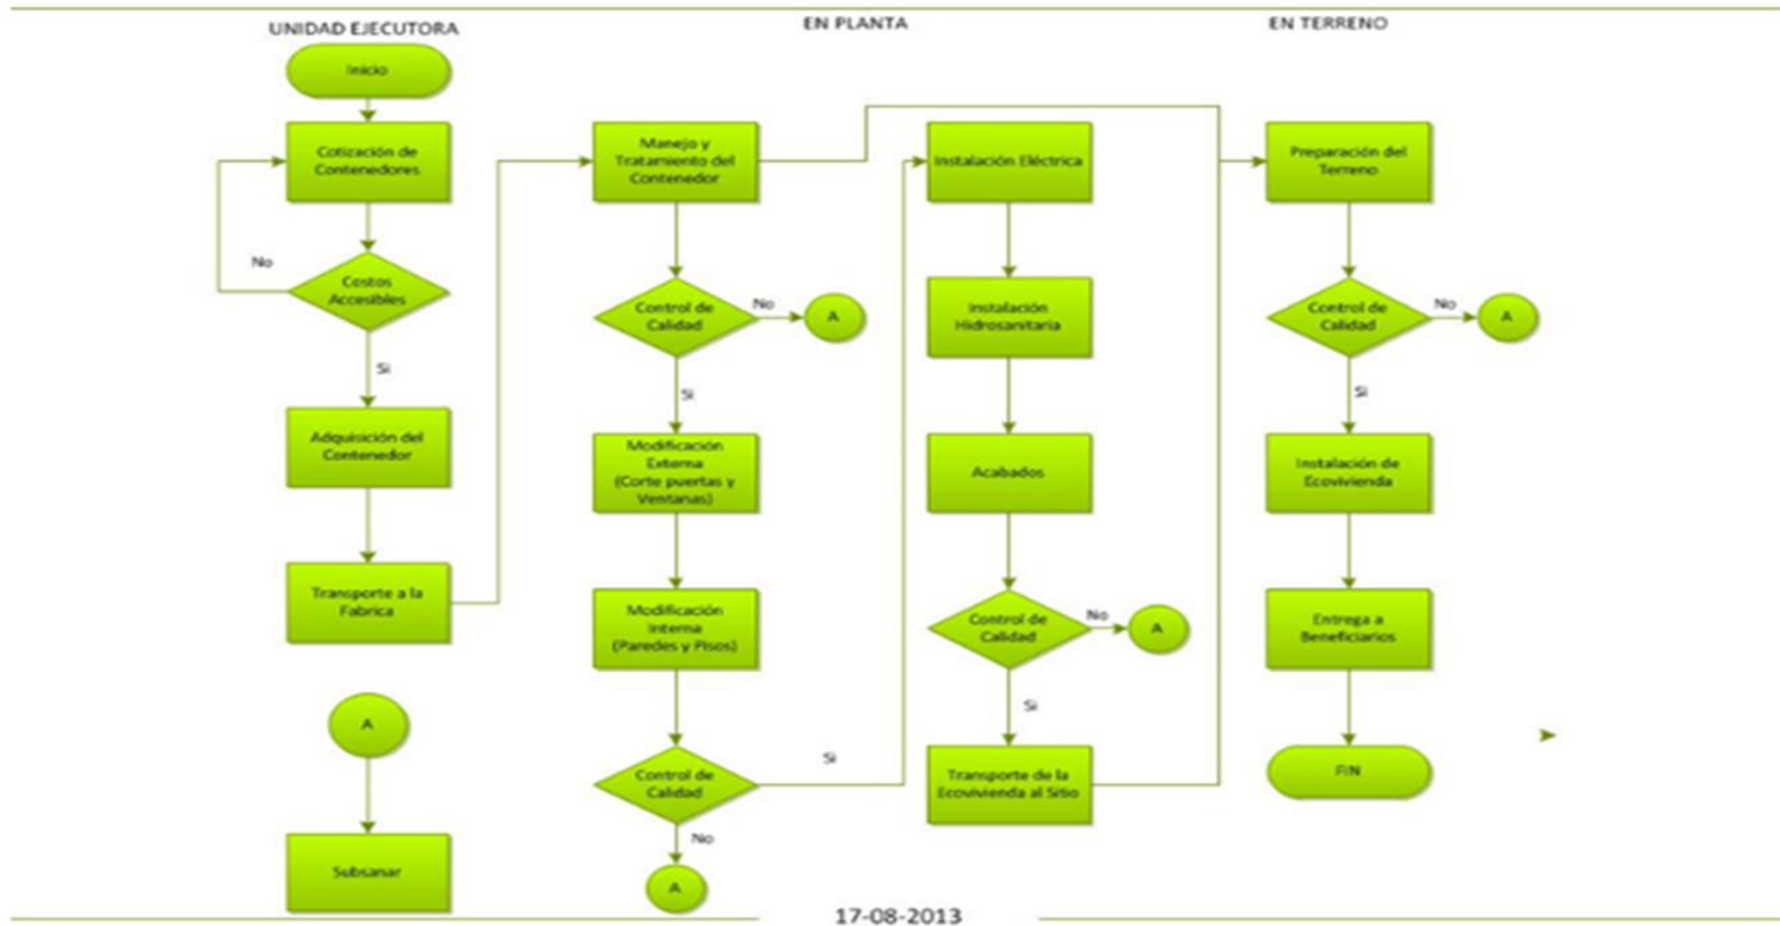 UNIDAD EJECUTORA
Inicio
Cotización de
Contenedores
No
Costos
Accesibles
Si
Adquisición del
Contenedor
Transporte a la
Fabrica
A
Subsanar
EN PLANTA
Manejo y
Tratamiento del
Contenedor
Control de
Calidad
No
A
Si
Modificación
Externa
(Corte puertas y
Ventanas)
Modificación
Interna
(Paredes y Pisos)
Control de
Calidad
Si
No
A
Instalación Eléctrica
Instalación
Hidrosanitaria
Acabados
Control de
Calidad
No
A
Si
Transporte de la
Ecovivienda al Sitio
EN TERRENO
Preparación del
Terreno
Control de
Calidad
No
A
Si
Instalación de
Ecovivienda
Entrega a
Beneficiarios
FIN
17-08-2013